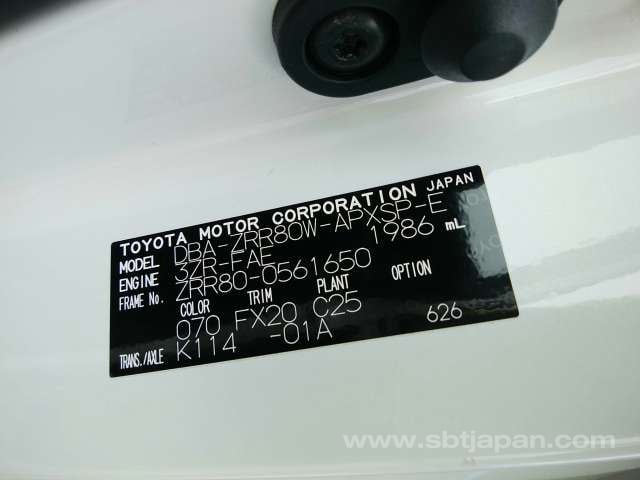 TOYOTA MOTOR CORPORATION JAPAN
MODEL DBA-ZRR80W-APXSP-E
ENGINE 3ZR-FAE 1986 mL
FRAME No. ZRR80-0561650
COLOR TRIM PLANT OPTION
070 FX20 C25
TRANS./AXLE K114 -01A 626
www.sbtjapan.com